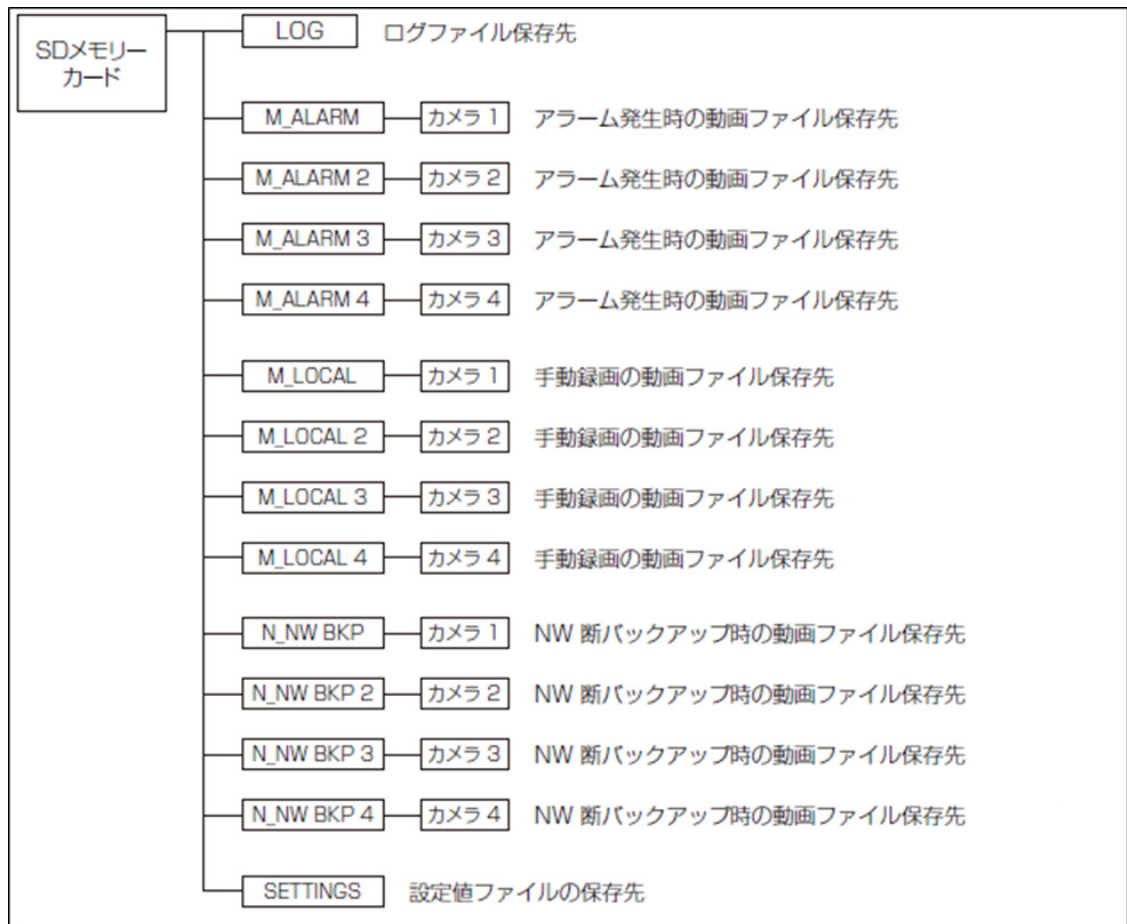 SDメモリー
カード
LOG ログファイル保存先
M_ALARM カメラ 1 アラーム発生時の動画ファイル保存先
M_ALARM 2 カメラ 2 アラーム発生時の動画ファイル保存先
M_ALARM 3 カメラ 3 アラーム発生時の動画ファイル保存先
M_ALARM 4 カメラ 4 アラーム発生時の動画ファイル保存先
M_LOCAL カメラ 1 手動録画の動画ファイル保存先
M_LOCAL 2 カメラ 2 手動録画の動画ファイル保存先
M_LOCAL 3 カメラ 3 手動録画の動画ファイル保存先
M_LOCAL 4 カメラ 4 手動録画の動画ファイル保存先
N_NW BKP カメラ 1 NW 断バックアップ時の動画ファイル保存先
N_NW BKP 2 カメラ 2 NW 断バックアップ時の動画ファイル保存先
N_NW BKP 3 カメラ 3 NW 断バックアップ時の動画ファイル保存先
N_NW BKP 4 カメラ 4 NW 断バックアップ時の動画ファイル保存先
SETTINGS 設定値ファイルの保存先